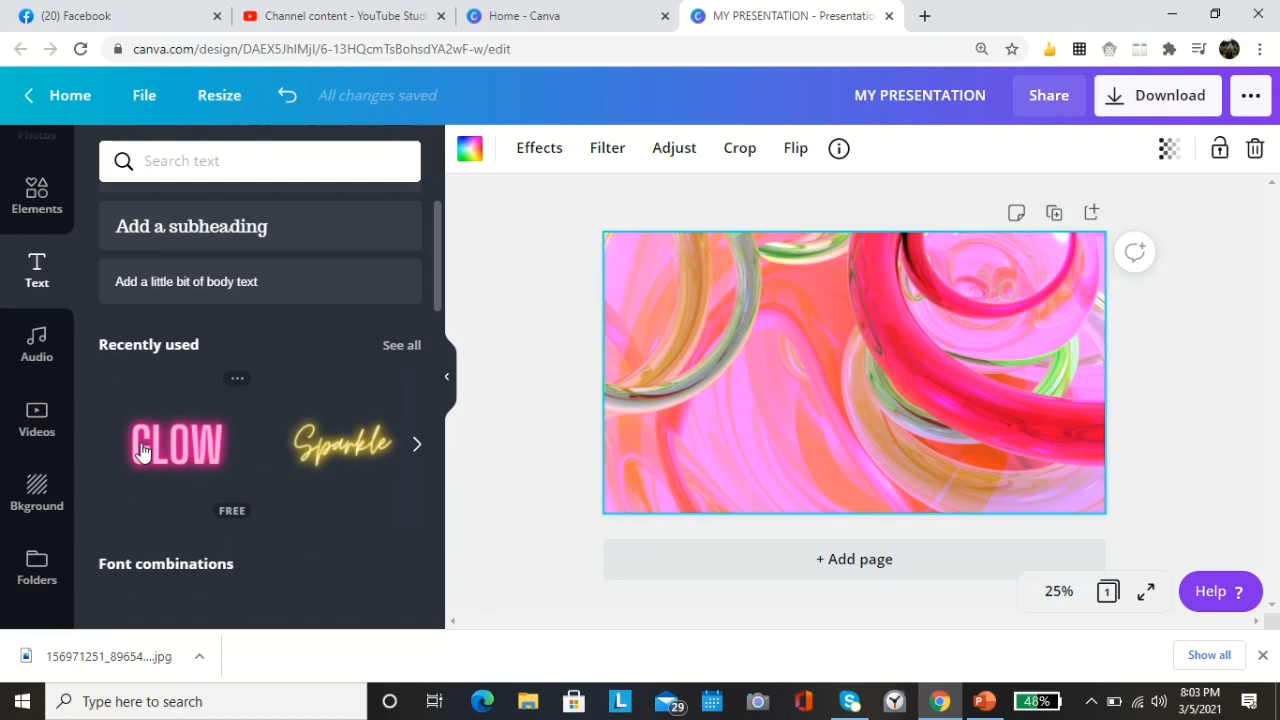 (20) Facebook
Channel content - YouTube Studi
Home - Canva
MY PRESENTATION - Presentatio
canva.com/design/DAEX5JhIMjI/6-13HQcmTsBohsdYA2wF-w/edit
Home
File
Resize
All changes saved
MY PRESENTATION
Share
Download
Photos
Elements
Text
Audio
Videos
Bkground
Folders
Search text
Add a subheading
Add a little bit of body text
Recently used
See all
GLOW
Sparkle
FREE
Font combinations
Effects
Filter
Adjust
Crop
Flip
+ Add page
25%
1
Help ?
156971251_89654....jpg
Show all
Type here to search
L
29
48%
8:03 PM
3/5/2021